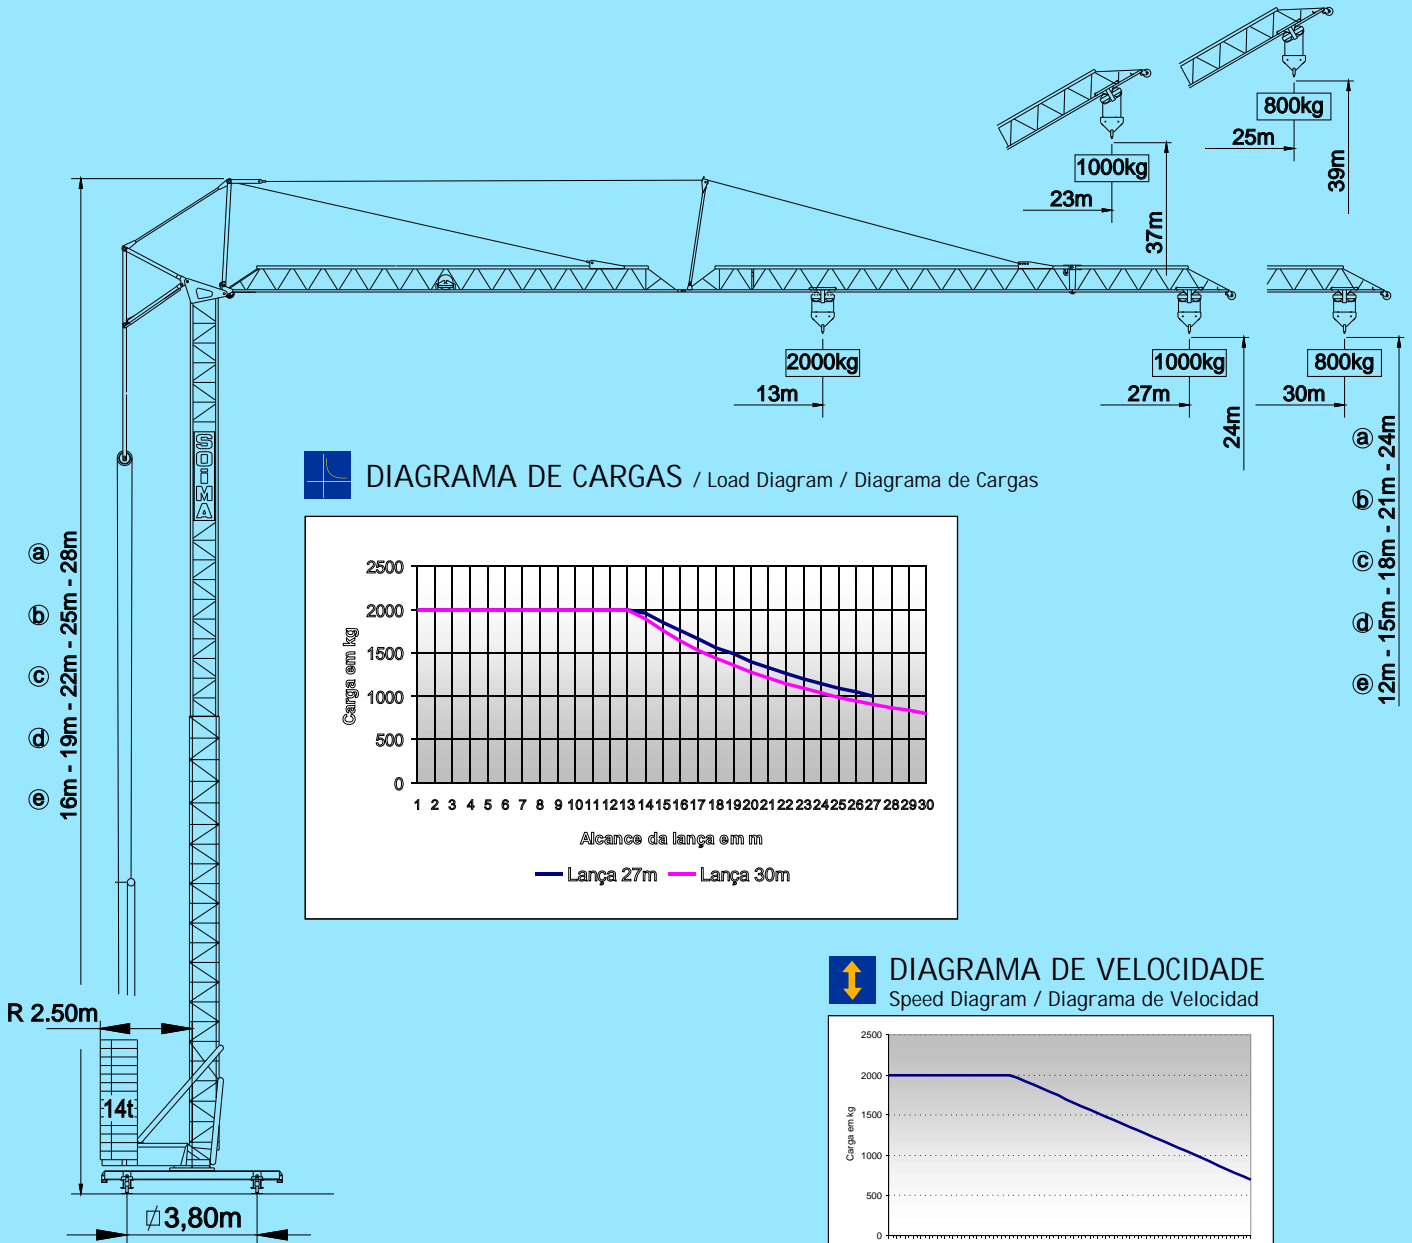 800kg
25m
39m
1000kg
23m
37m
2000kg
13m
1000kg
27m
24m
800kg
30m
a
b
c
d
e
12m - 15m - 18m - 21m - 24m
SOiMA
a
b
c
d
e
16m - 19m - 22m - 25m - 28m
DIAGRAMA DE CARGAS / Load Diagram / Diagrama de Cargas
2500
2000
1500
1000
500
0
Carga em kg
1 2 3 4 5 6 7 8 9 10 11 12 13 14 15 16 17 18 19 20 21 22 23 24 25 26 27 28 29 30
Alcance da lança em m
Lança 27m Lança 30m
R 2.50m
14t
3,80m
DIAGRAMA DE VELOCIDADE
Speed Diagram / Diagrama de Velocidad
2500
2000
1500
1000
500
0
Carga em kg